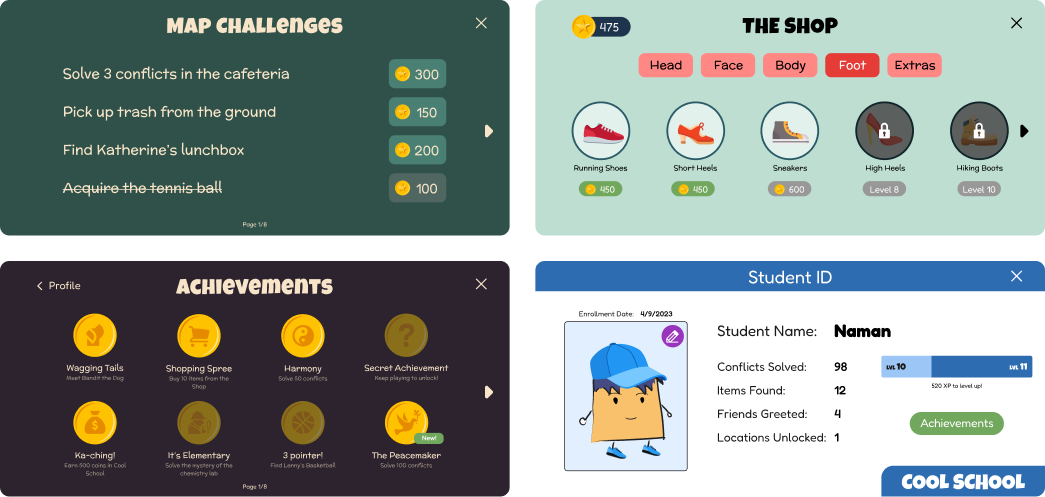 MAP CHALLENGES
Solve 3 conflicts in the cafeteria 300
Pick up trash from the ground 150
Find Katherine's lunchbox 200
Acquire the tennis ball 100
Page 1/8
475
THE SHOP
Head Face Body Foot Extras
Running Shoes Short Heels Sneakers High Heels Hiking Boots
450 450 600 Level 8 Level 10
Profile
ACHIEVEMENTS
Wagging Tails Shopping Spree Harmony Secret Achievement
Meet Bandit the Dog Buy 10 Items from the Solve 50 conflicts Keep playing to unlock!
Shop
New!
Ka-ching! It's Elementary 3 pointer! The Peacemaker
Earn 500 coins in Cool Solve the mystery of the Find Lenny's Basketball Solve 100 conflicts
School chemistry lab
Page 1/8
Student ID
Enrollment Date: 4/9/2023
Student Name: Naman
Conflicts Solved: 98
LVL 10 LVL 11
520 XP to level up!
Items Found: 12
Friends Greeted: 4
Achievements
Locations Unlocked: 1
COOL SCHOOL